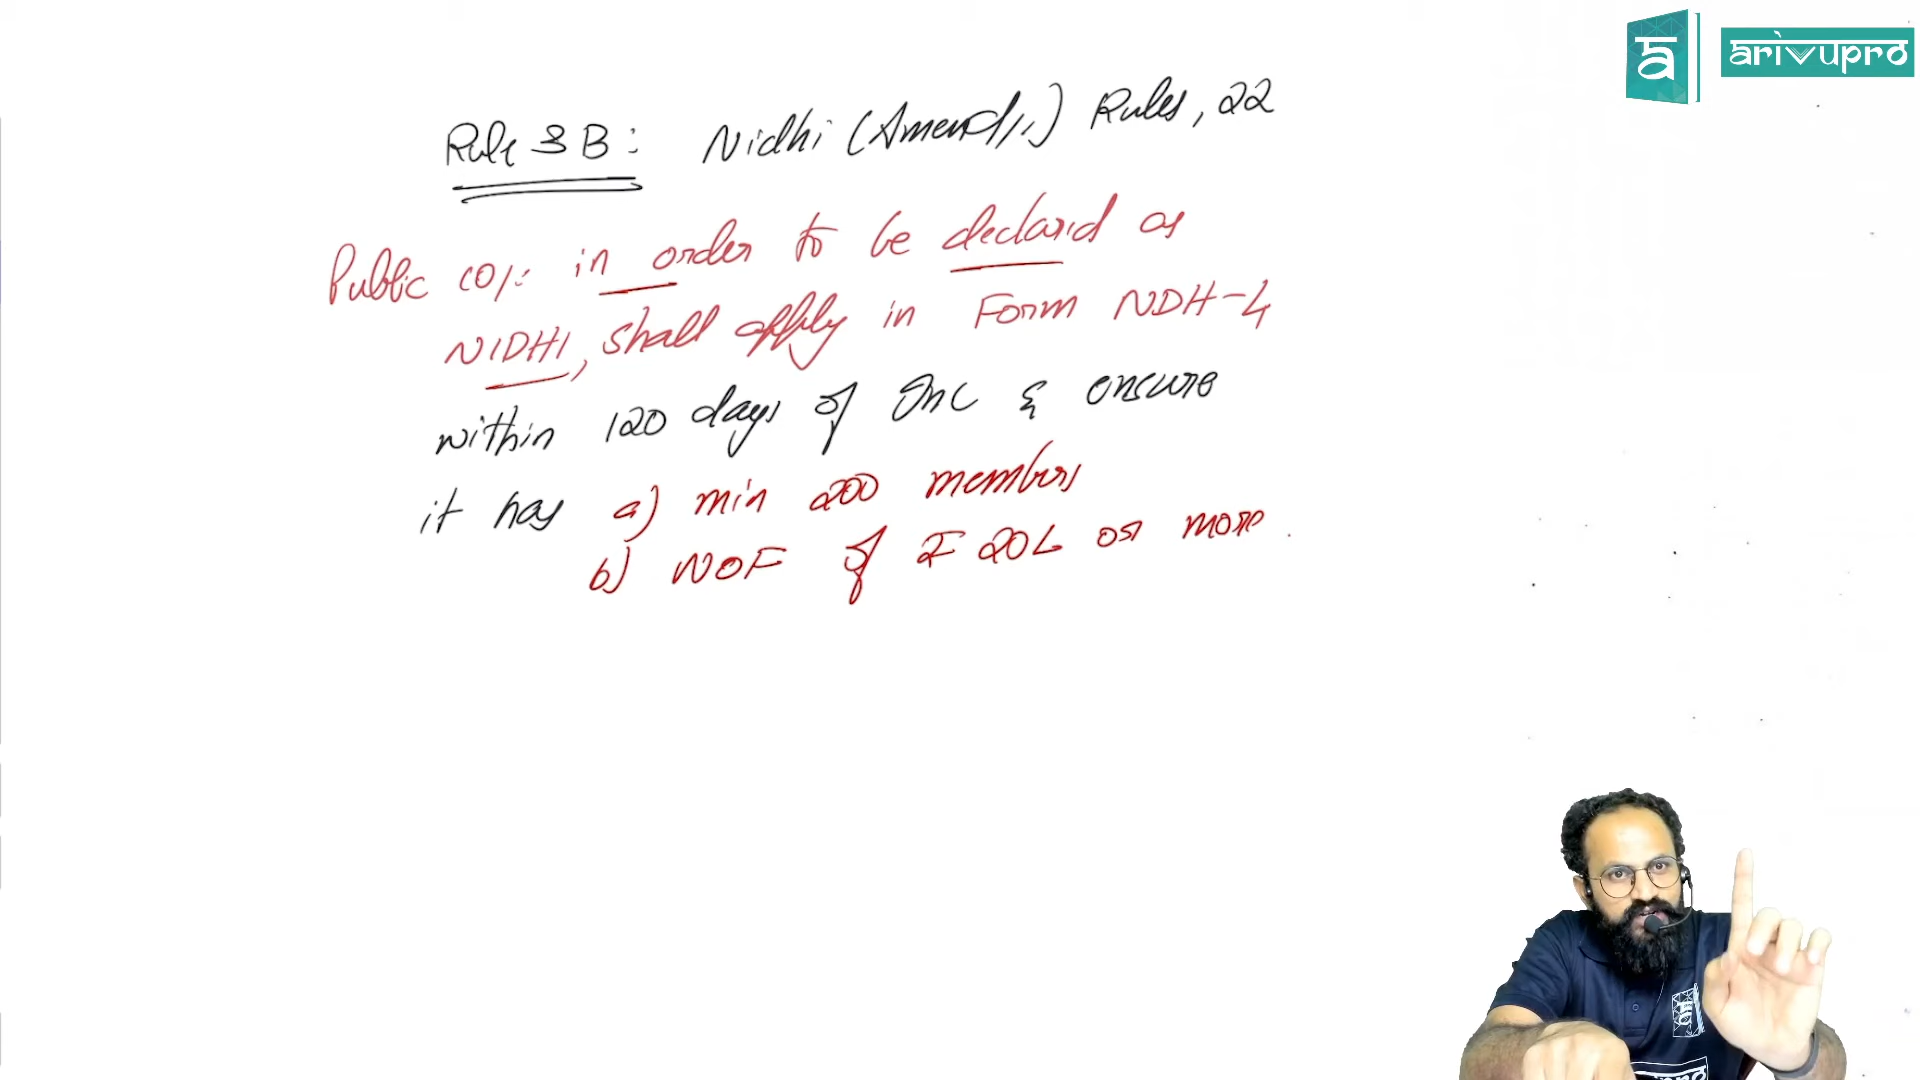 arivupro
Rule 3B: Nidhi (Amend//.) Rules, 22
Public co/: in order to be declared as
NIDHI, shall apply in Form NDH-4
within 120 days of Inc & ensure
it has a) min 200 members
b) NOF of ₹ 20L or more.